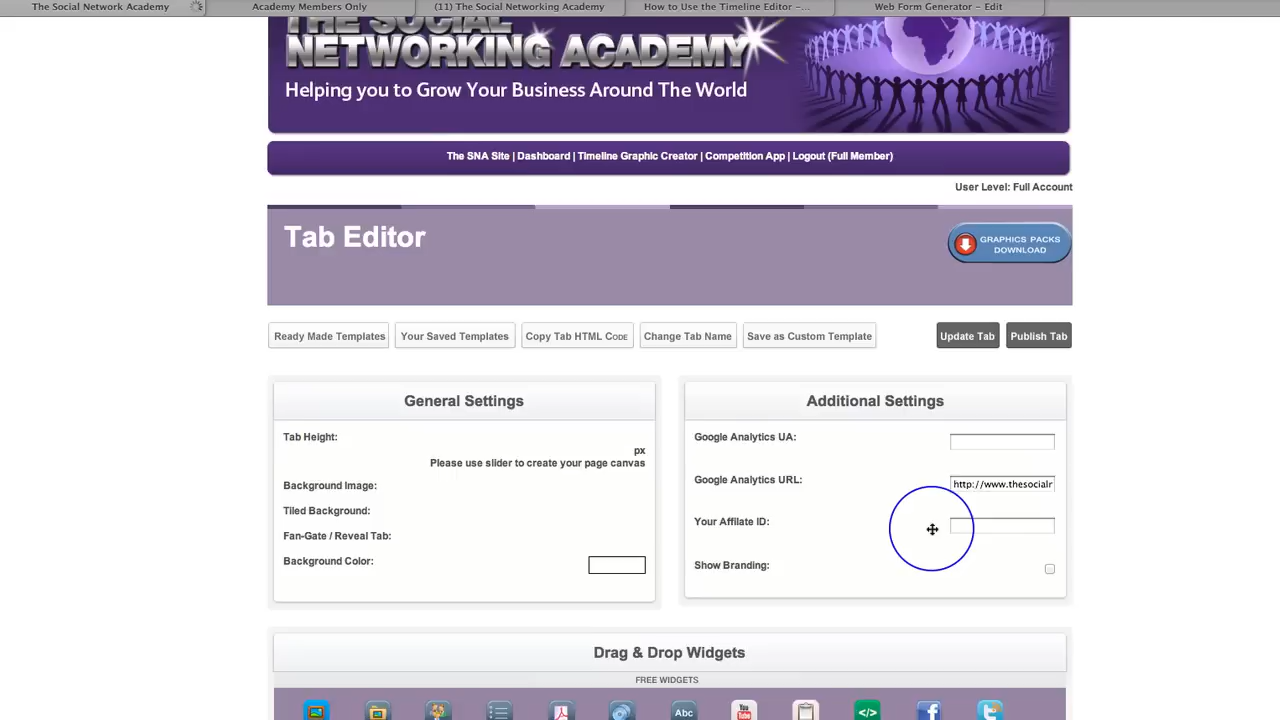 The Social Network Academy
Academy Members Only
(11) The Social Networking Academy
How to Use the Timeline Editor -...
Web Form Generator - Edit
THE SOCIAL
NETWORKING ACADEMY
Helping you to Grow Your Business Around The World
The SNA Site | Dashboard | Timeline Graphic Creator | Competition App | Logout (Full Member)
User Level: Full Account
Tab Editor
GRAPHICS PACKS
DOWNLOAD
Ready Made Templates
Your Saved Templates
Copy Tab HTML Code
Change Tab Name
Save as Custom Template
Update Tab
Publish Tab
General Settings
Tab Height:
px
Please use slider to create your page canvas
Background Image:
Tiled Background:
Fan-Gate / Reveal Tab:
Background Color:
Additional Settings
Google Analytics UA:
Google Analytics URL:
http://www.thesocialr
Your Affilate ID:
Show Branding:
Drag & Drop Widgets
FREE WIDGETS
Abc
You
Tube
</>